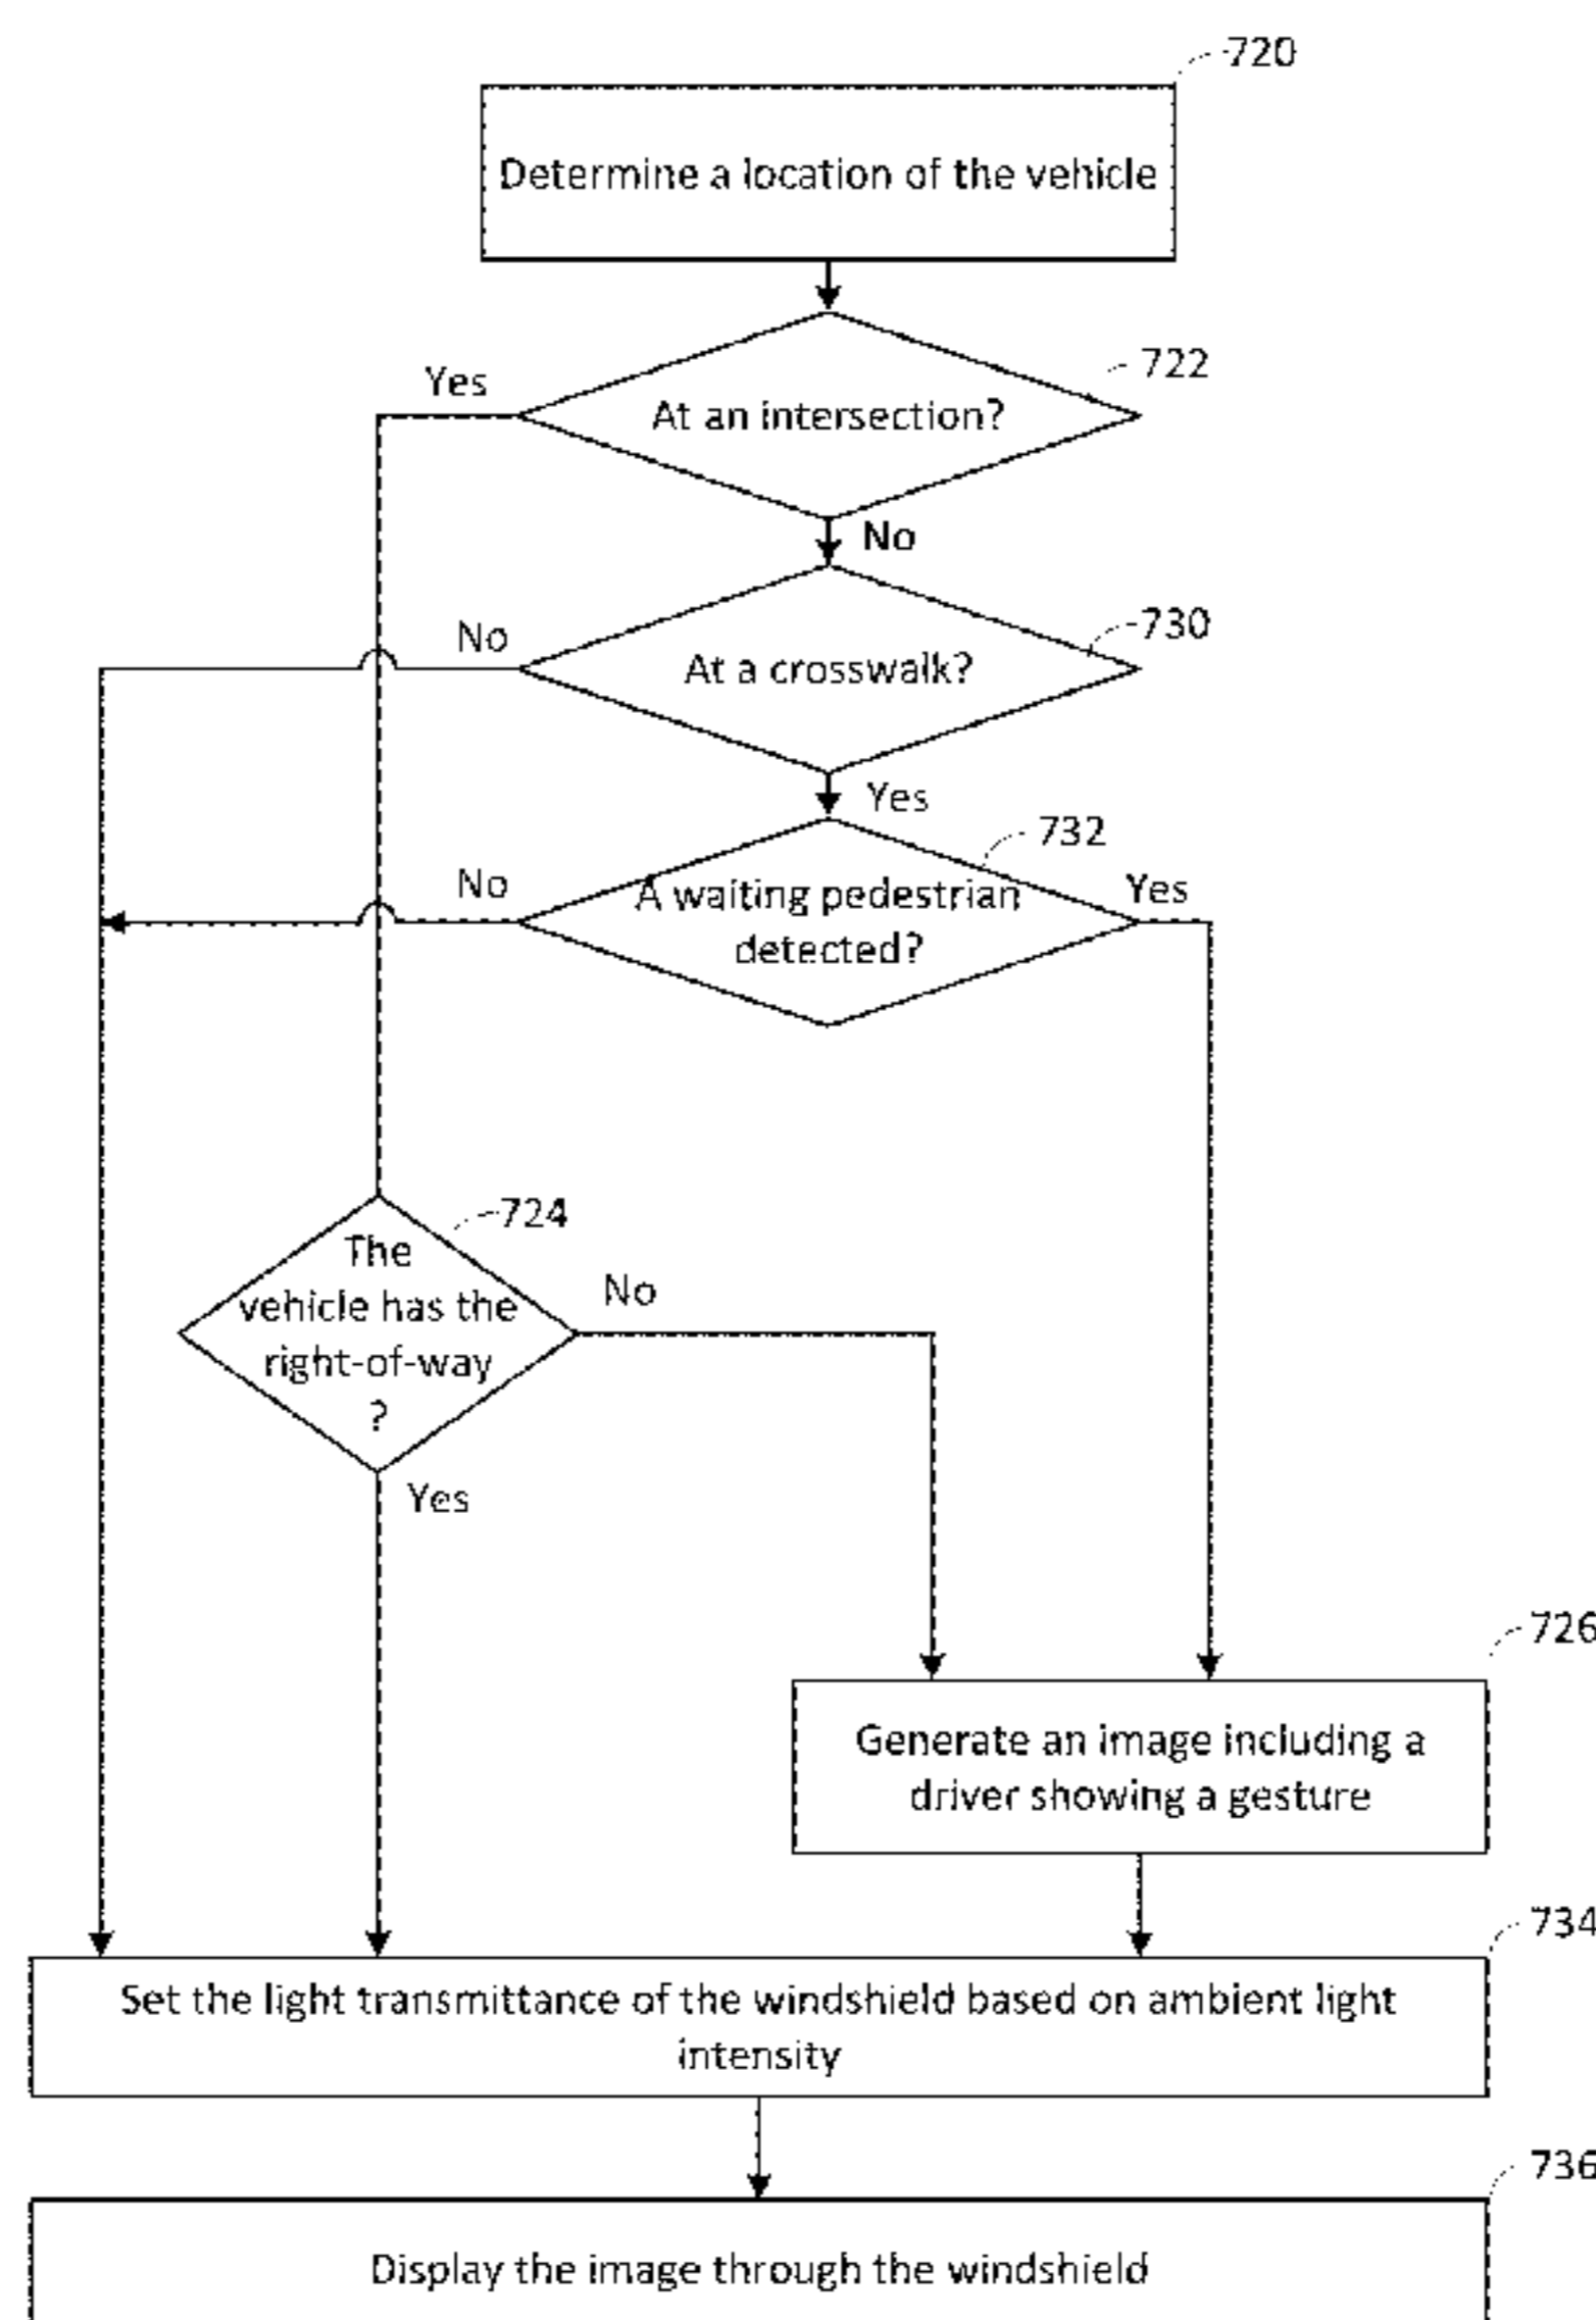 720
Determine a location of the vehicle
Yes
722
At an intersection?
No
No
730
At a crosswalk?
Yes
732
No
A waiting pedestrian
detected?
Yes
724
The
vehicle has the
right-of-way
?
No
Yes
726
Generate an image including a
driver showing a gesture
734
Set the light transmittance of the windshield based on ambient light
intensity
736
Display the image through the windshield